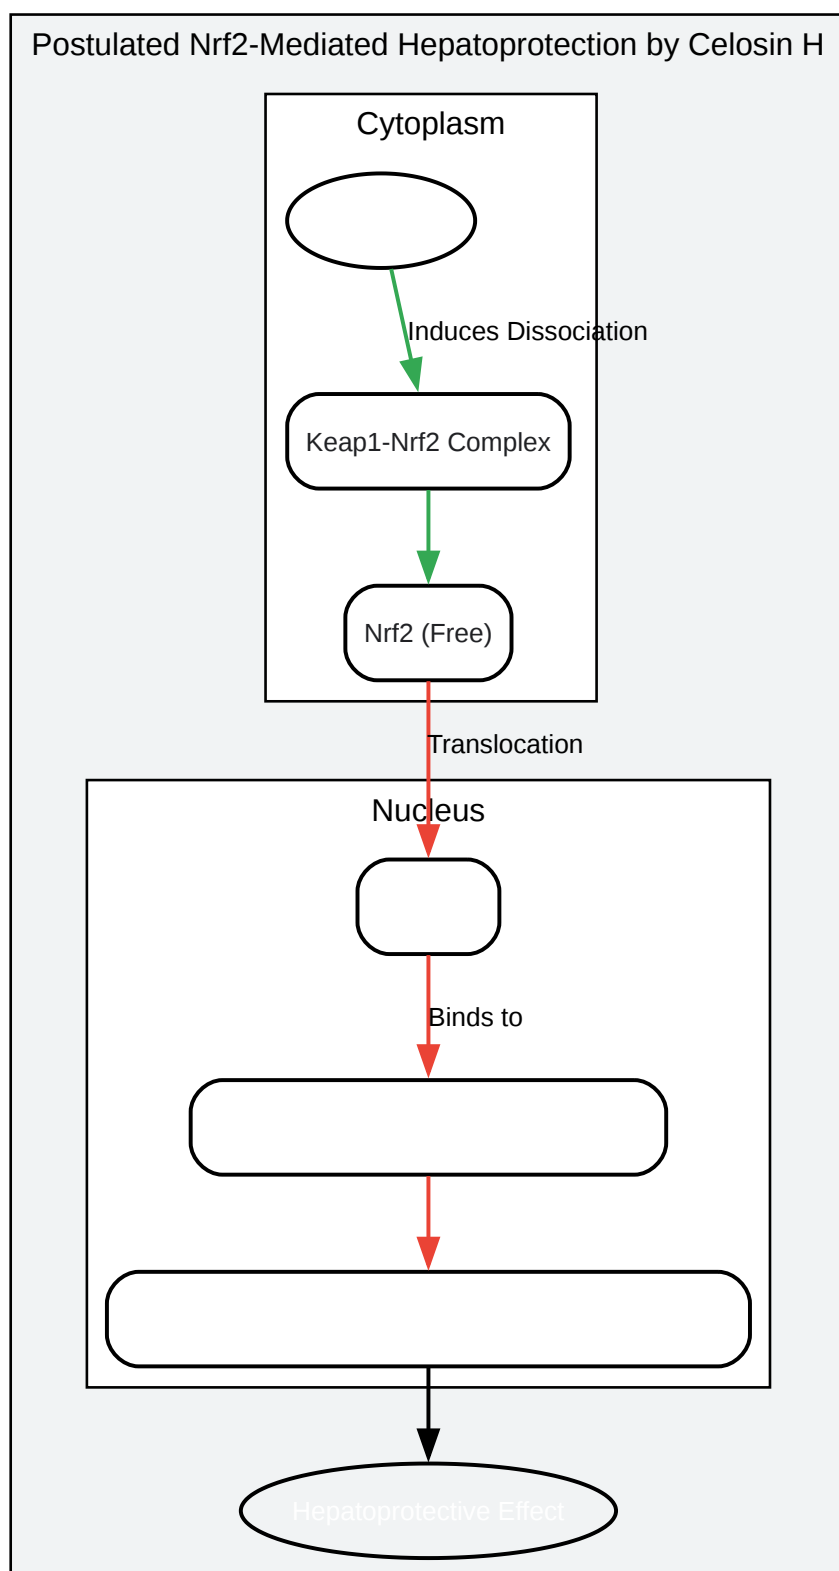 Postulated Nrf2-Mediated Hepatoprotection by Celosin H
Cytoplasm
Induces Dissociation
Keap1-Nrf2 Complex
Nrf2 (Free)
Translocation
Nucleus
Binds to
Hepatoprotective Effect